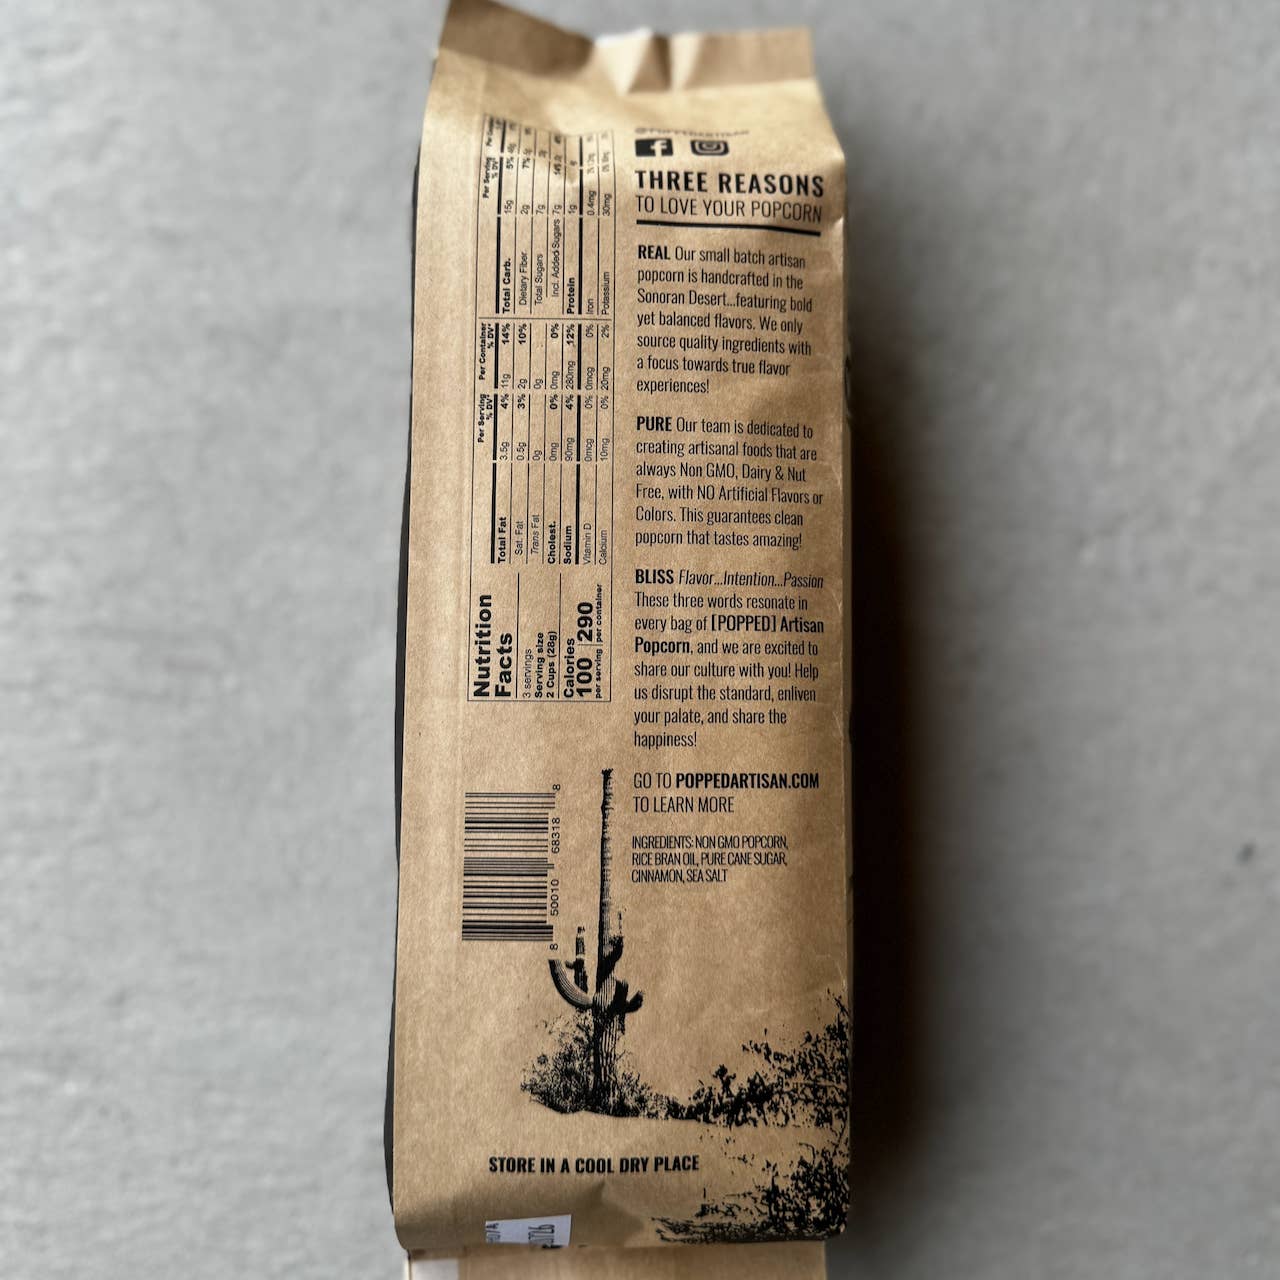 THREE REASONS
TO LOVE YOUR POPCORN
REAL Our small batch artisan
popcorn is handcrafted in the
Sonoran Desert...featuring bold
yet balanced flavors. We only
source quality ingredients with
a focus towards true flavor
experiences!
PURE Our team is dedicated to
creating artisanal foods that are
always Non GMO, Dairy & Nut
Free, with NO Artificial Flavors or
Colors. This guarantees clean
popcorn that tastes amazing!
BLISS Flavor...Intention...Passion
These three words resonate in
every bag of [POPPED] Artisan
Popcorn, and we are excited to
share our culture with you! Help
us disrupt the standard, enliven
your palate, and share the
happiness!
GO TO POPPEDARTISAN.COM
TO LEARN MORE
INGREDIENTS: NON GMO POPCORN,
RICE BRAN OIL, PURE CANE SUGAR,
CINNAMON, SEA SALT
Nutrition
Facts
3 servings
Serving size
2 Cups (28g)
Calories
100 290
per serving per container
Per Serving Per Container
% DV* % DV*
Total Fat 3.5g 4% 11g 14%
Sat. Fat 0.5g 3% 2g 10%
Trans Fat 0g 0g
Cholest. 0mg 0% 0mg 0%
Sodium 90mg 4% 280mg 12%
Vitamin D 0mcg 0% 0mcg 0%
Calcium 10mg 0% 20mg 2%
Per Serving
% DV*
Total Carb. 15g 5%
Dietary Fiber 2g 7%
Total Sugars 7g
Incl. Added Sugars 7g 14%
Protein 1g
Iron 0.4mg
Potassium 30mg
8 50010 68318 8
STORE IN A COOL DRY PLACE